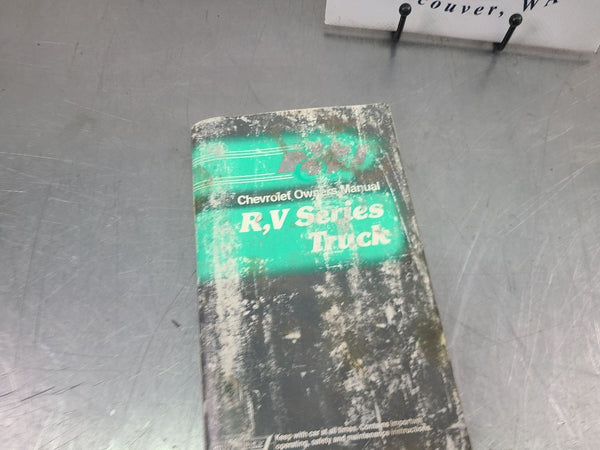 couver, WA
Chevrolet Owners Manual
R,V Series
Truck
Keep with car at all times. Contains important
operating, safety and maintenance instructions.